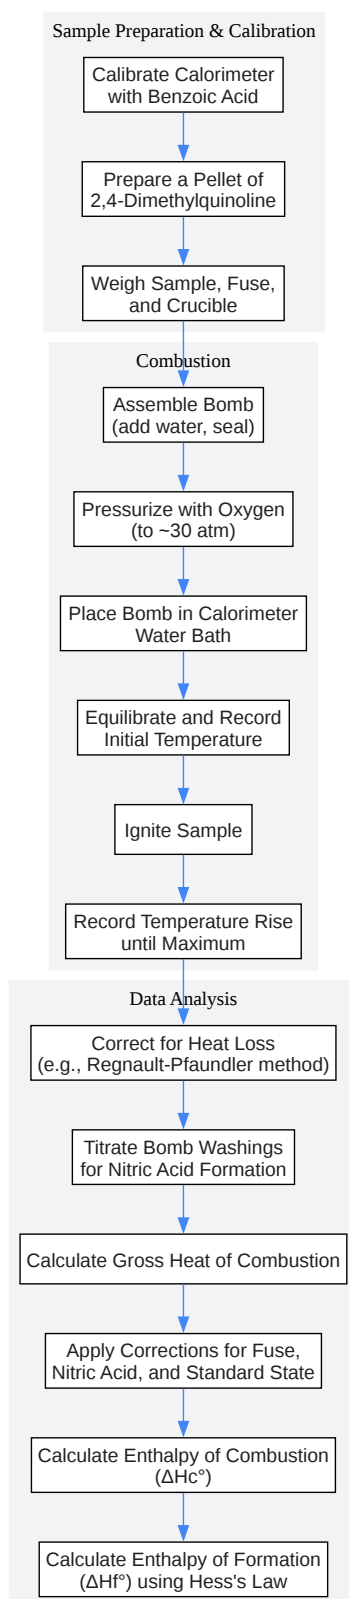 Sample Preparation & Calibration
Calibrate Calorimeter
with Benzoic Acid
Prepare a Pellet of
2,4-Dimethylquinoline
Weigh Sample, Fuse,
and Crucible
Combustion
Assemble Bomb
(add water, seal)
Pressurize with Oxygen
(to ~30 atm)
Place Bomb in Calorimeter
Water Bath
Equilibrate and Record
Initial Temperature
Ignite Sample
Record Temperature Rise
until Maximum
Data Analysis
Correct for Heat Loss
(e.g., Regnault-Pfaundler method)
Titrate Bomb Washings
for Nitric Acid Formation
Calculate Gross Heat of Combustion
Apply Corrections for Fuse,
Nitric Acid, and Standard State
Calculate Enthalpy of Combustion
(ΔHc°)
Calculate Enthalpy of Formation
(ΔHf°) using Hess's Law